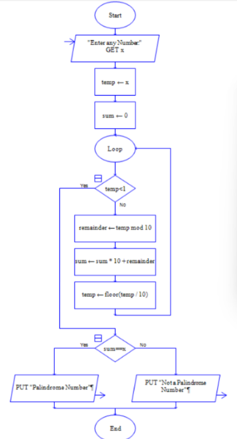 Start
"Enter any Number"
GET x
temp ← x
sum ← 0
Loop
Yes
temp<1
No
remainder ← temp mod 10
sum ← sum * 10 + remainder
temp ← floor(temp / 10)
Yes
sum==x
No
PUT "Palindrome Number"¶
PUT "Not a Palindrome
Number"¶
End